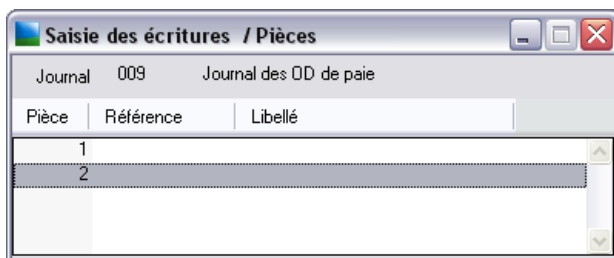 Saisie des écritures / Pièces
Journal 009 Journal des OD de paie
Pièce Référence Libellé
1
2